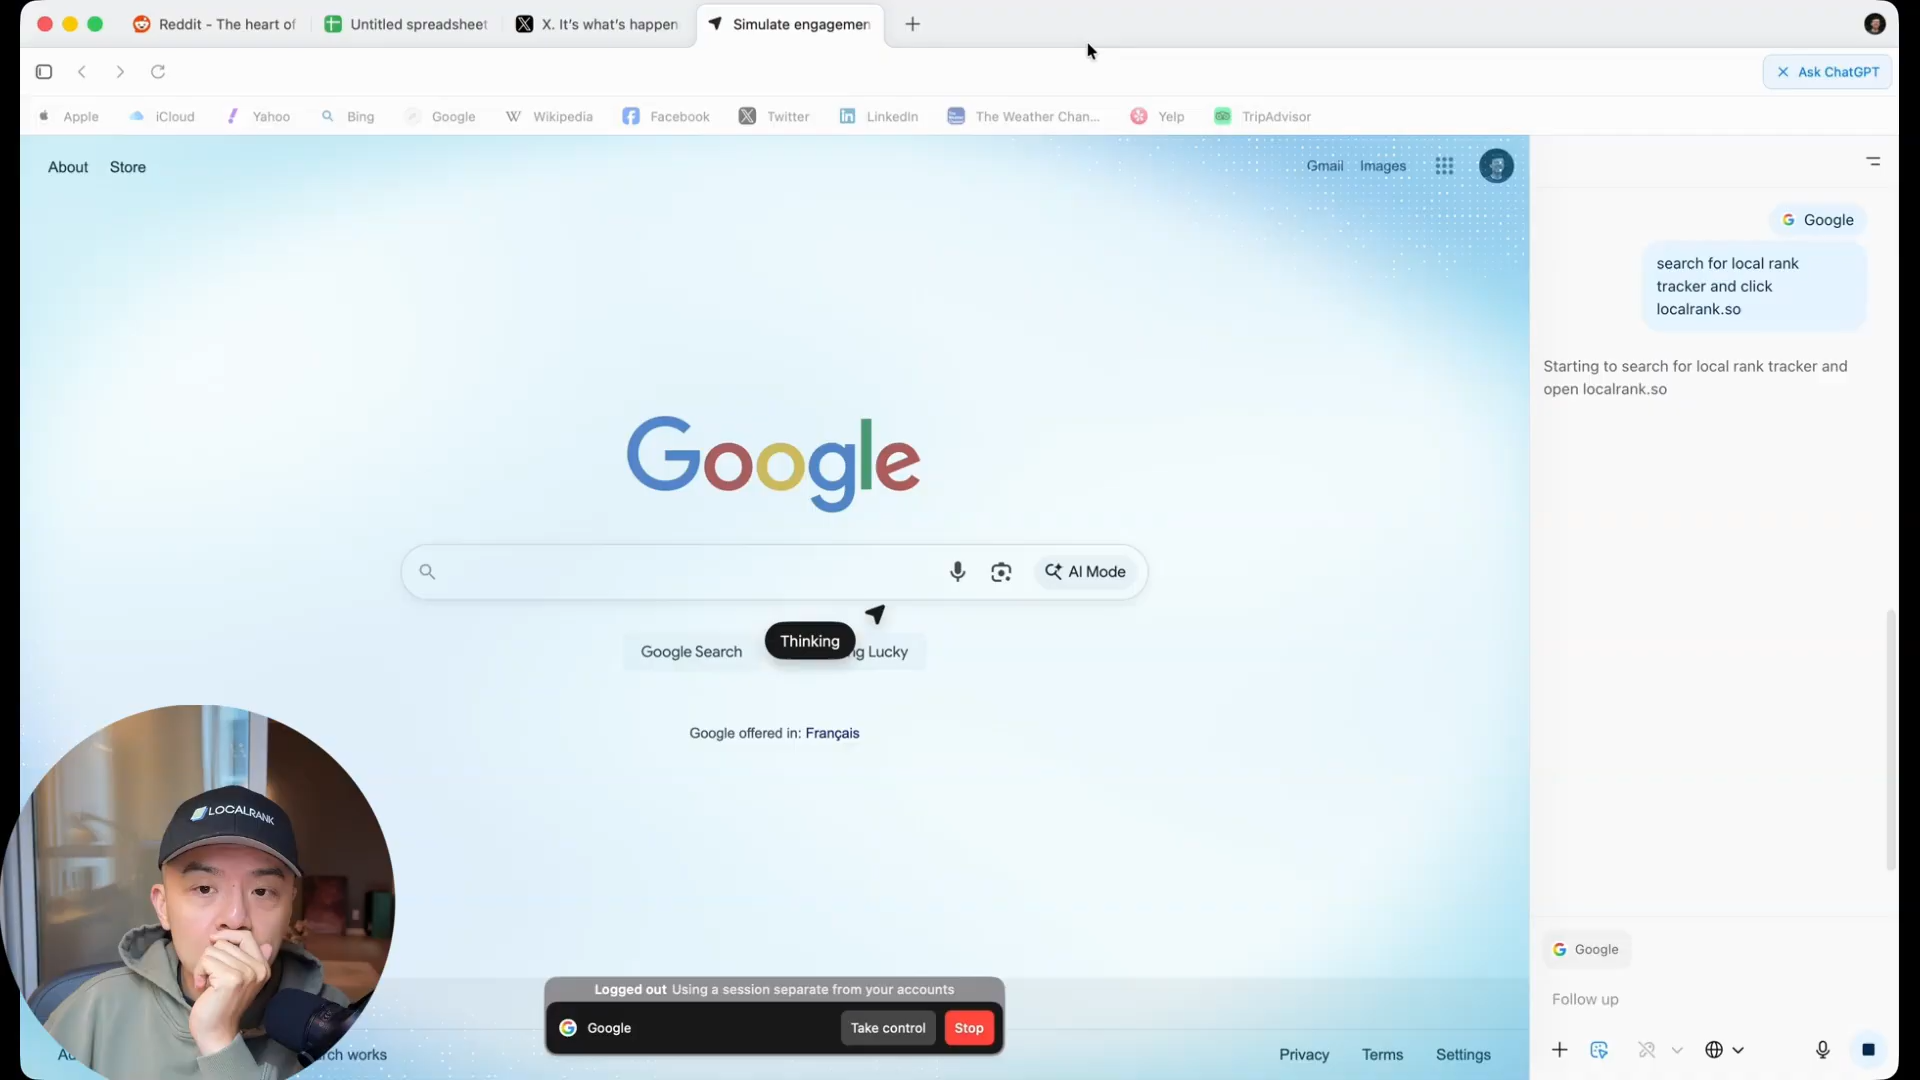 Reddit - The heart of
Untitled spreadsheet
X. It's what's happen
Simulate engagemen
Ask ChatGPT
Apple
iCloud
Yahoo
Bing
Google
Wikipedia
Facebook
Twitter
LinkedIn
The Weather Chan...
Yelp
TripAdvisor
About
Store
Gmail
Images
Google
search for local rank
tracker and click
localrank.so
Starting to search for local rank tracker and
open localrank.so
Google
AI Mode
Google Search
Thinking
ng Lucky
Google offered in: Français
LOCALRANK
Logged out Using a session separate from your accounts
Google
Take control
Stop
rch works
Privacy
Terms
Settings
Google
Follow up